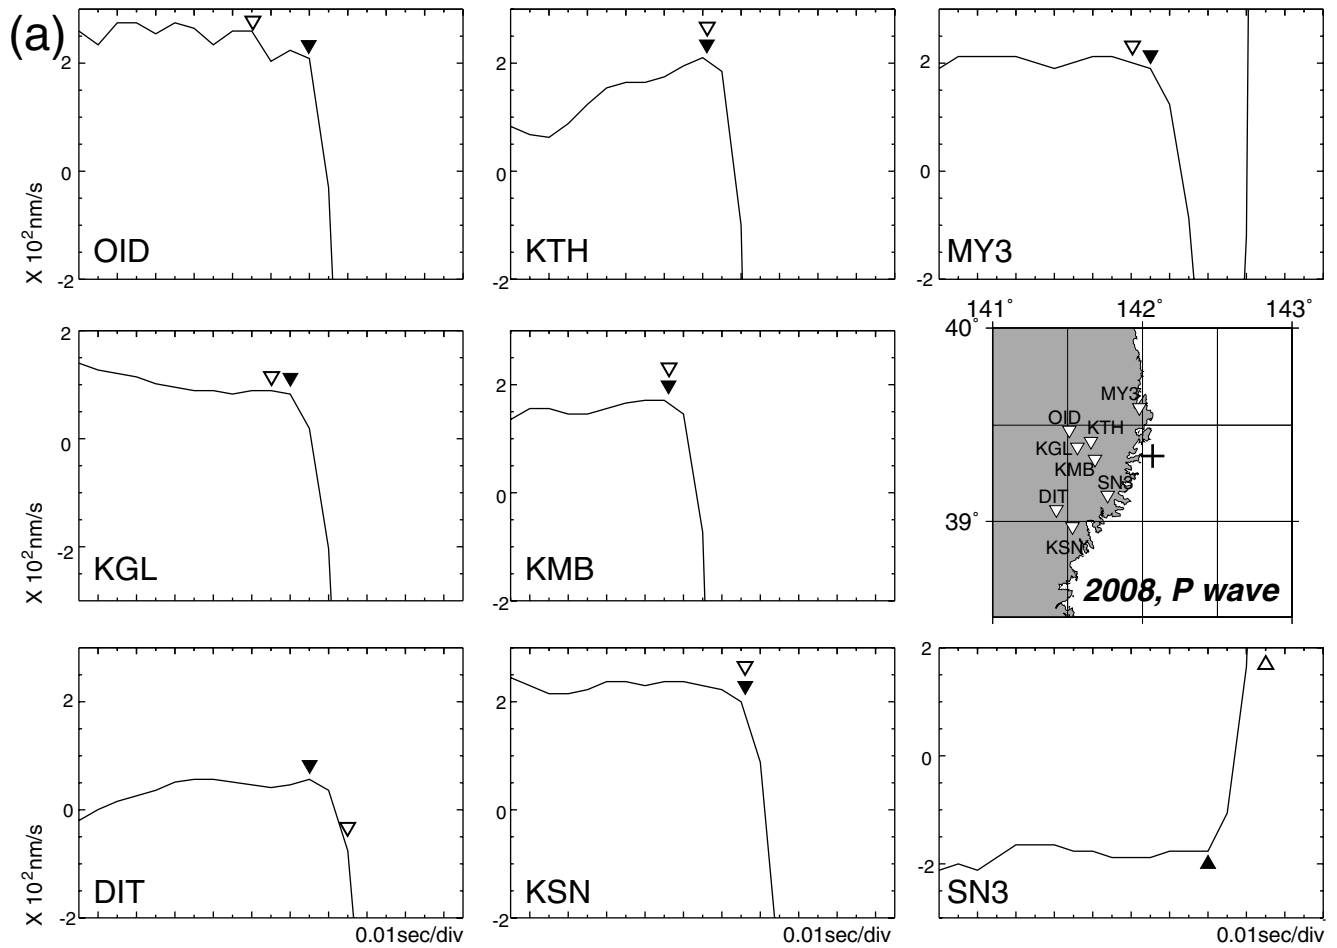 (a)
2
0
-2
X 10²nm/s
OID
2
0
-2
KTH
2
0
-2
MY3
2
0
-2
X 10²nm/s
KGL
2
0
-2
KMB
141°
142°
143°
40°
39°
MY3
OID
KTH
KGL
KMB
SN3
DIT
KSN
2008, P wave
2
0
-2
X 10²nm/s
DIT
0.01sec/div
2
0
-2
KSN
0.01sec/div
2
0
-2
SN3
0.01sec/div